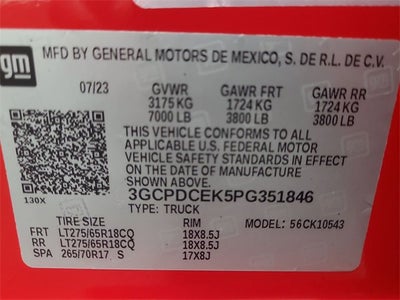 gm
MFD BY GENERAL MOTORS DE MEXICO, S. DE R.L. DE C.V.
07/23 GVWR GAWR FRT GAWR RR
3175 KG 1724 KG 1724 KG
7000 LB 3800 LB 3800 LB
THIS VEHICLE CONFORMS TO ALL
APPLICABLE U.S. FEDERAL MOTOR
VEHICLE SAFETY STANDARDS IN EFFECT
ON THE DATE OF MANUFACTURE
130X 3GCPDCEK5PG351846
TYPE: TRUCK
TIRE SIZE RIM MODEL: 56CK10543
FRT LT275/65R18CQ 18X8.5J
RR LT275/65R18CQ 18X8.5J
SPA 265/70R17 S 17X8J